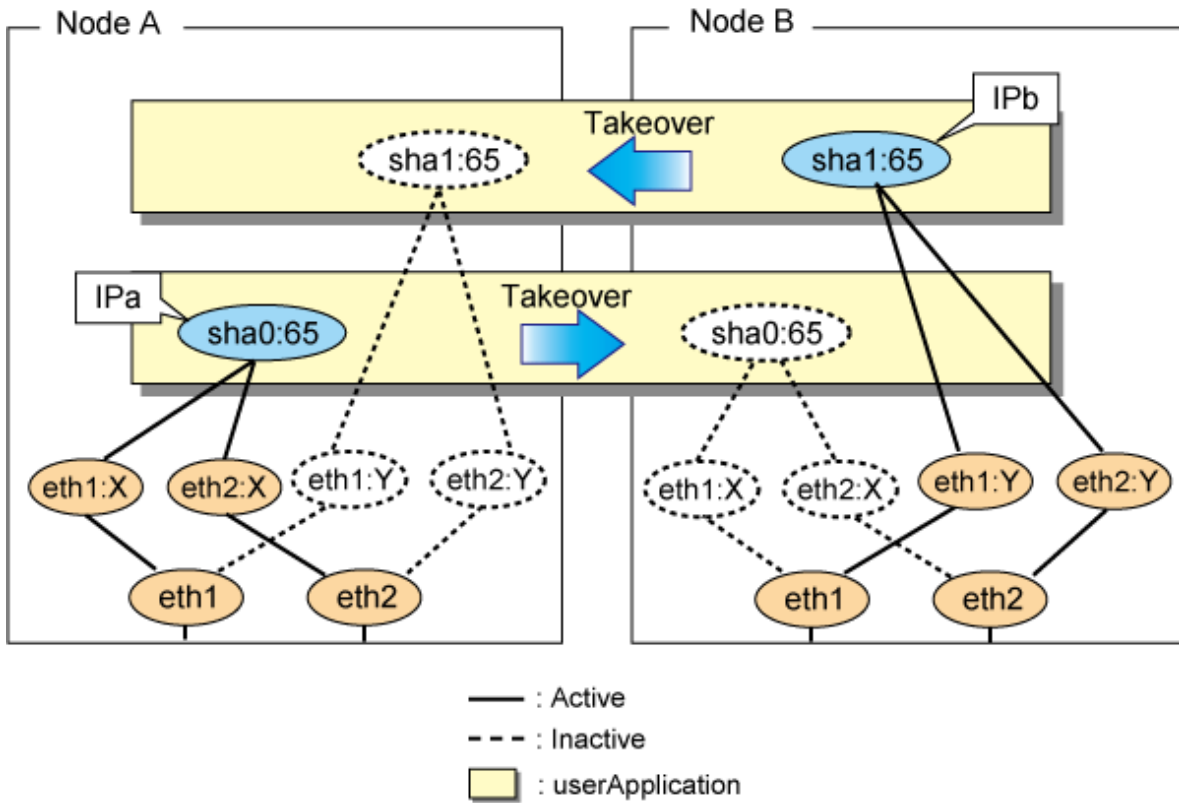 Node A
Node B
IPb
Takeover
sha1:65
sha1:65
IPa
Takeover
sha0:65
sha0:65
eth1:X
eth2:X
eth1:Y
eth2:Y
eth1:X
eth2:X
eth1:Y
eth2:Y
eth1
eth2
eth1
eth2
: Active
: Inactive
: userApplication